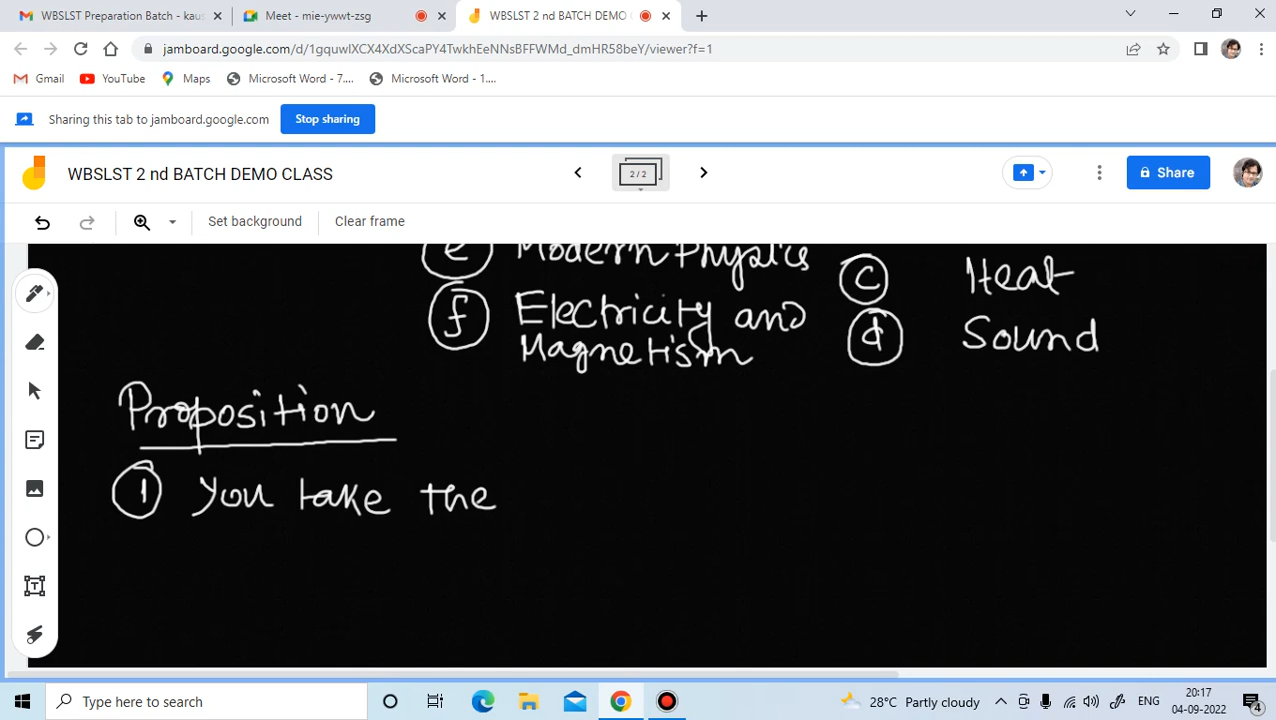 WBSLST Preparation Batch - kaus
Meet - mie-ywwt-zsg
WBSLST 2 nd BATCH DEMO C
jamboard.google.com/d/1gquwlXCX4XdXScaPY4TwkhEeNNsBFFWMd_dmHR58beY/viewer?f=1
Gmail YouTube Maps Microsoft Word - 7.... Microsoft Word - 1....
Sharing this tab to jamboard.google.com Stop sharing
WBSLST 2 nd BATCH DEMO CLASS
2 / 2
Share
Set background Clear frame
e Modern Physics
f Electricity and
Magnetism
c Heat
d Sound
Proposition
1 You take the
Type here to search
28°C Partly cloudy
ENG
20:17
04-09-2022
4